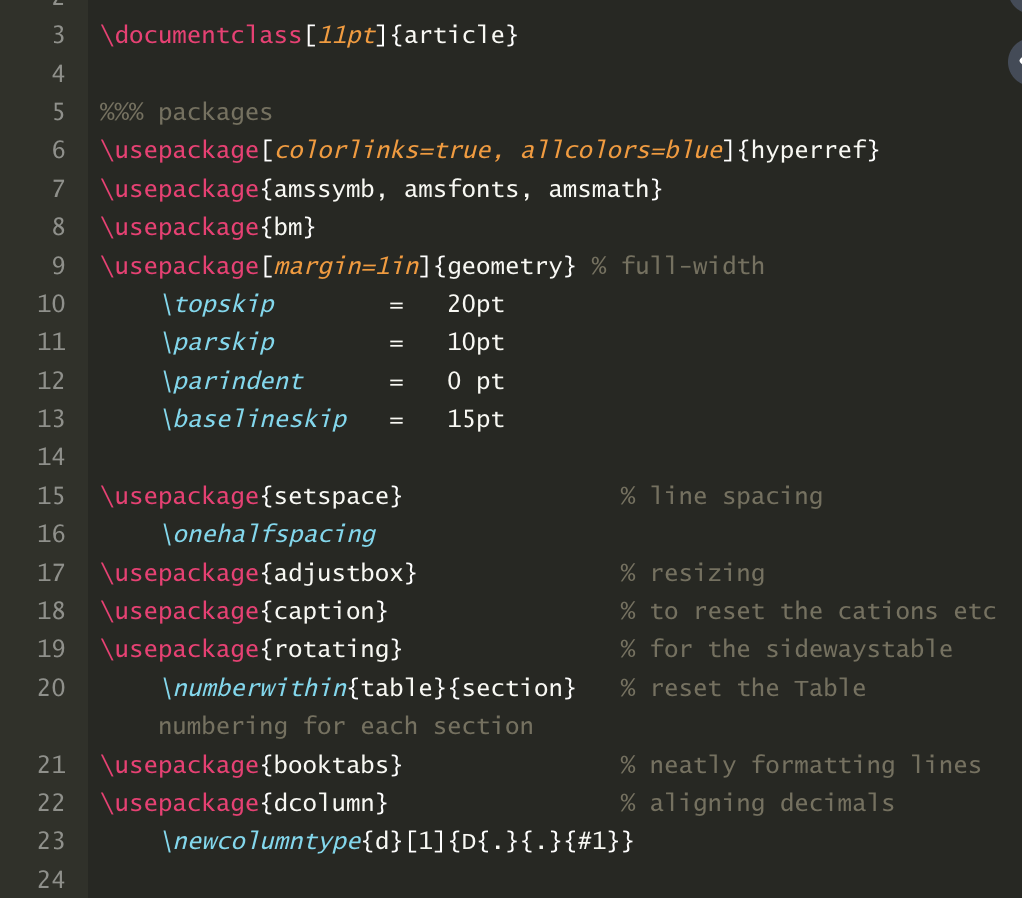 3 \documentclass[11pt]{article}
4
5 %%% packages
6 \usepackage[colorlinks=true, allcolors=blue]{hyperref}
7 \usepackage{amssymb, amsfonts, amsmath}
8 \usepackage{bm}
9 \usepackage[margin=1in]{geometry} % full-width
10 \topskip = 20pt
11 \parskip = 10pt
12 \parindent = 0 pt
13 \baselineskip = 15pt
14
15 \usepackage{setspace} % line spacing
16 \onehalfspacing
17 \usepackage{adjustbox} % resizing
18 \usepackage{caption} % to reset the cations etc
19 \usepackage{rotating} % for the sidewaystable
20 \numberwithin{table}{section} % reset the Table
numbering for each section
21 \usepackage{booktabs} % neatly formatting lines
22 \usepackage{dcolumn} % aligning decimals
23 \newcolumntype{d}[1]{D{.}{.}{#1}}
24